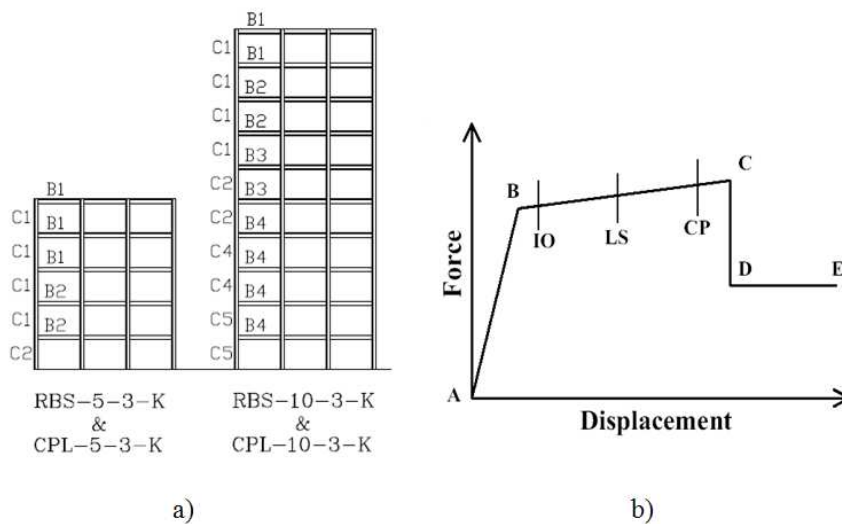 B1
C1
B1
C1
B2
C1
B2
C1
B3
C2
B3
C2
B4
C4
B4
C4
B4
C5
B4
C5
RBS-10-3-K
&
CPL-10-3-K
B1
C1
B1
C1
B1
C1
B2
C1
B2
C2
RBS-5-3-K
&
CPL-5-3-K
a)
Force
A
B
IO
LS
CP
C
D
E
Displacement
b)